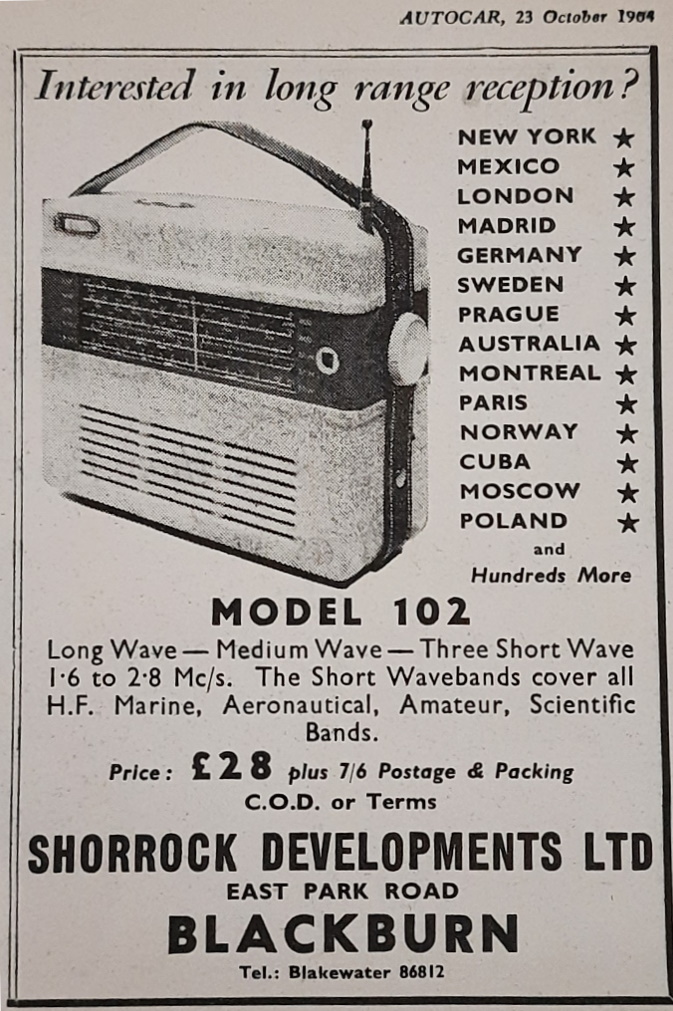 AUTOCAR, 23 October 1964
Interested in long range reception?
NEW YORK ★
MEXICO ★
LONDON ★
MADRID ★
GERMANY ★
SWEDEN ★
PRAGUE ★
AUSTRALIA ★
MONTREAL ★
PARIS ★
NORWAY ★
CUBA ★
MOSCOW ★
POLAND ★
and
Hundreds More
MODEL 102
Long Wave — Medium Wave — Three Short Wave
1·6 to 2·8 Mc/s. The Short Wavebands cover all
H.F. Marine, Aeronautical, Amateur, Scientific
Bands.
Price: £28 plus 7/6 Postage & Packing
C.O.D. or Terms
SHORROCK DEVELOPMENTS LTD
EAST PARK ROAD
BLACKBURN
Tel.: Blakewater 86812